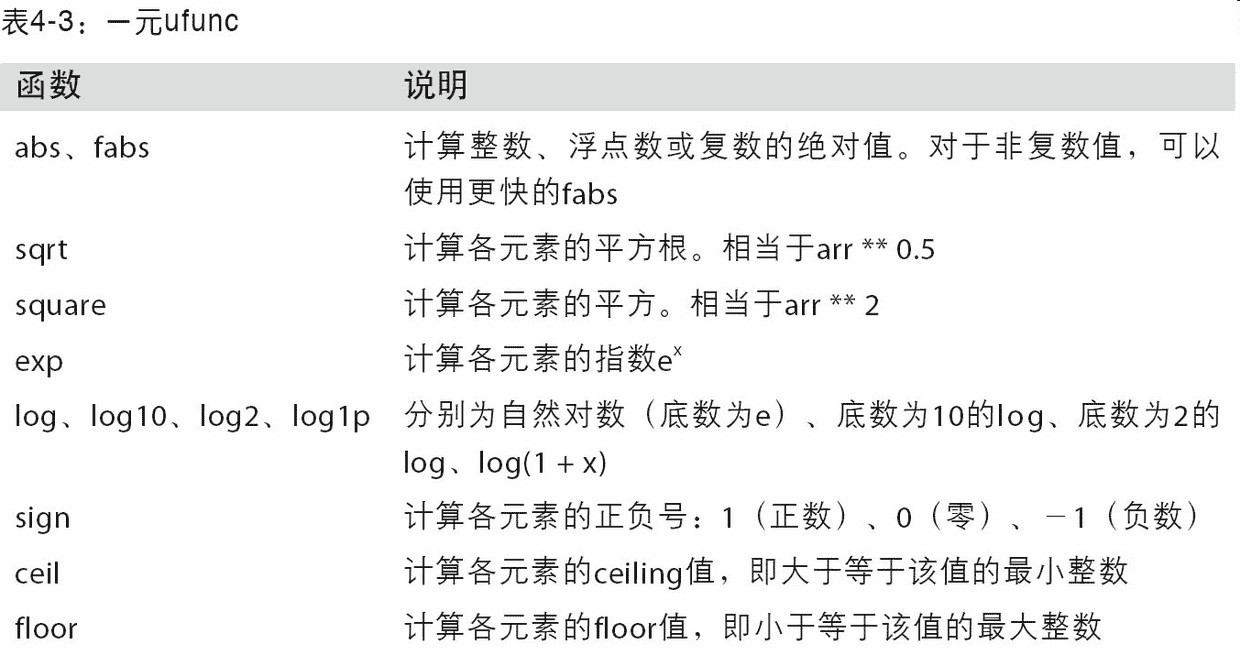 表4-3：一元ufunc
函数 说明
abs、fabs 计算整数、浮点数或复数的绝对值。对于非复数值，可以
使用更快的fabs
sqrt 计算各元素的平方根。相当于arr ** 0.5
square 计算各元素的平方。相当于arr ** 2
exp 计算各元素的指数eˣ
log、log10、log2、log1p 分别为自然对数（底数为e）、底数为10的log、底数为2的
log、log(1 + x)
sign 计算各元素的正负号：1（正数）、0（零）、－1（负数）
ceil 计算各元素的ceiling值，即大于等于该值的最小整数
floor 计算各元素的floor值，即小于等于该值的最大整数